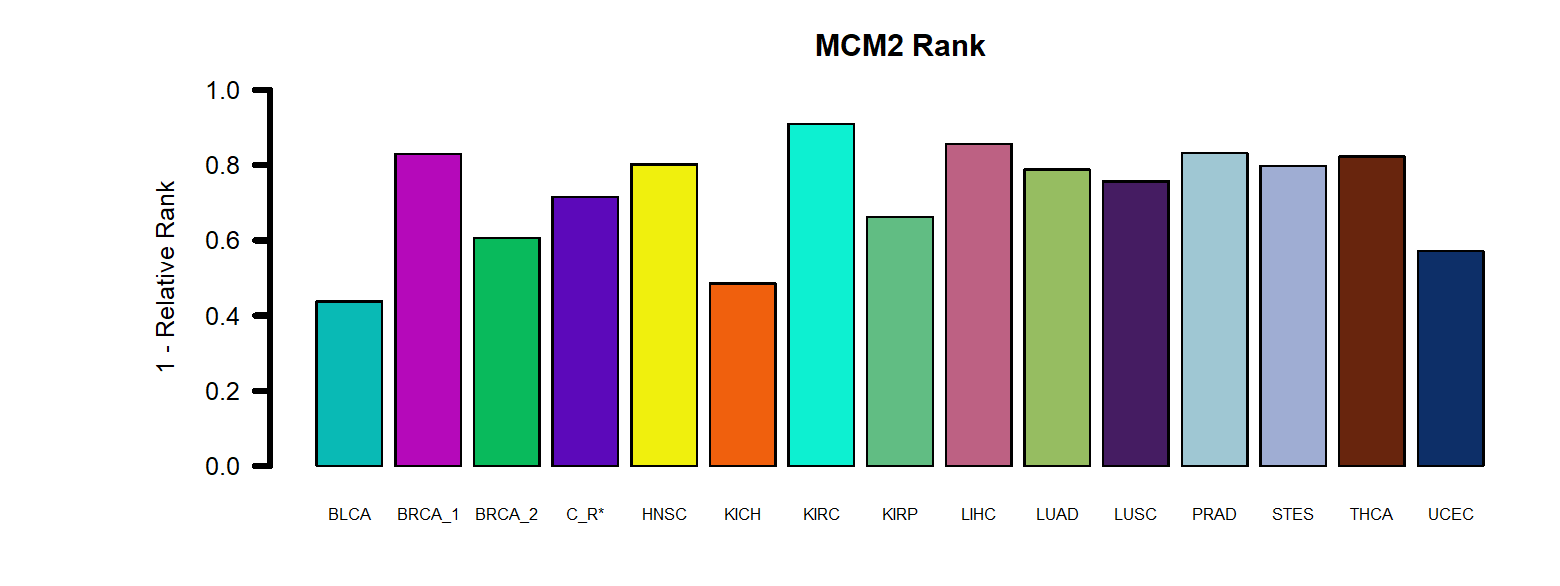 MCM2 Rank
1 - Relative Rank
1.0
0.8
0.6
0.4
0.2
0.0
BLCA BRCA_1 BRCA_2 C_R* HNSC KICH KIRC KIRP LIHC LUAD LUSC PRAD STES THCA UCEC